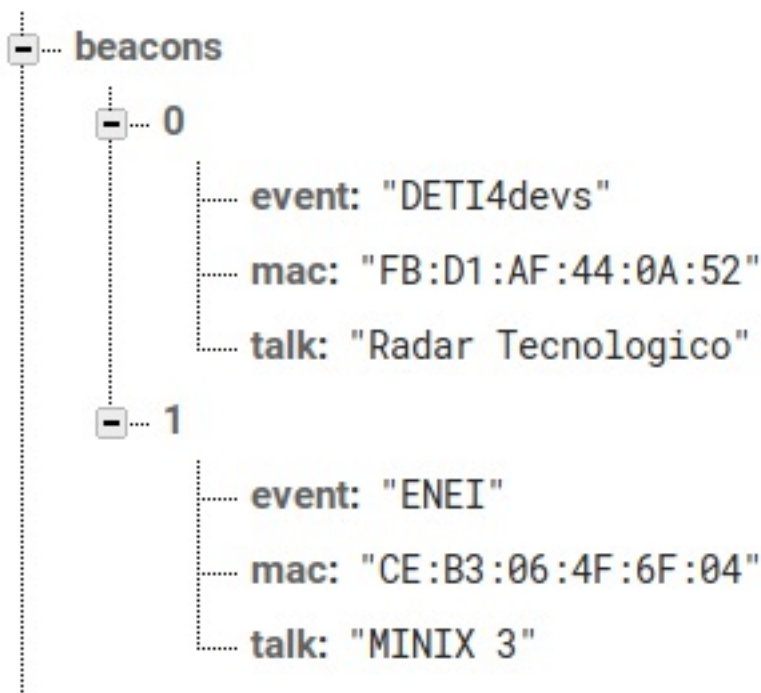 beacons
0
event: "DETI4devs"
mac: "FB:D1:AF:44:0A:52"
talk: "Radar Tecnologico"
1
event: "ENEI"
mac: "CE:B3:06:4F:6F:04"
talk: "MINIX 3"